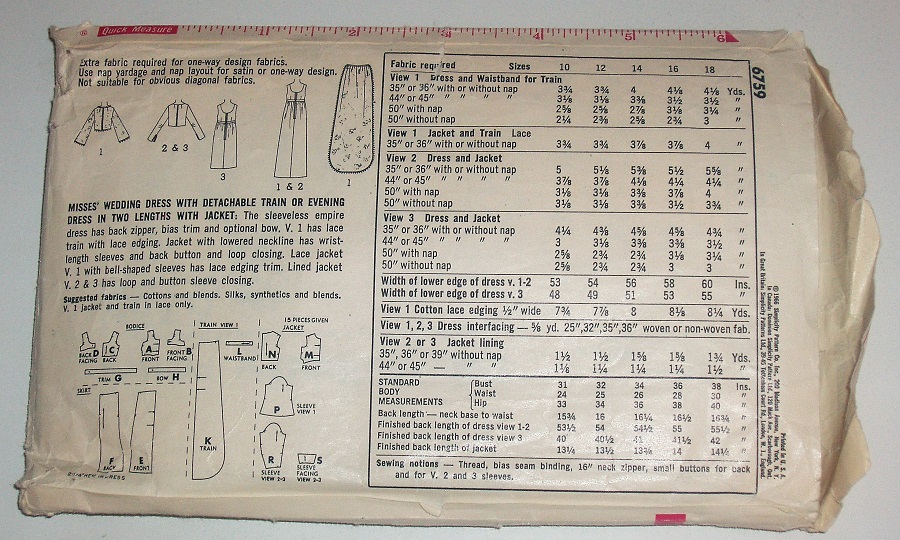 Quick Measure 1 2 4 5 6
Extra fabric required for one-way design fabrics.
Use nap yardage and nap layout for satin or one-way design.
Not suitable for obvious diagonal fabrics.
1
2 & 3
3
1 & 2
1
MISSES' WEDDING DRESS WITH DETACHABLE TRAIN OR EVENING
DRESS IN TWO LENGTHS WITH JACKET: The sleeveless empire
dress has back zipper, bias trim and optional bow. V. 1 has lace
train with lace edging. Jacket with lowered neckline has wrist-
length sleeves and back button and loop closing. Lace jacket
V. 1 with bell-shaped sleeves has lace edging trim. Lined jacket
V. 2 & 3 has loop and button sleeve closing.
Suggested fabrics — Cottons and blends. Silks, synthetics and blends.
V. 1 jacket and train in lace only.
BODICE
BACK D FACING
C BACK
A FRONT
FRONT B FACING
TRIM G
BOW H
SKIRT
F BACK
E FRONT
TRAIN VIEW 1
L WAISTBAND
K TRAIN
15 PIECES GIVEN
JACKET
N BACK
M FRONT
P SLEEVE VIEW 1
R SLEEVE VIEW 2-3
S SLEEVE FACING VIEW 2-3
Fabric required Sizes 10 12 14 16 18
View 1 Dress and Waistband for Train
35" or 36" with or without nap 3¾ 3¾ 4 4⅛ 4⅛ Yds.
44" or 45" " " " " 3⅛ 3⅛ 3⅜ 3½ 3½ "
50" with nap 2⅝ 2⅝ 2⅞ 3⅛ 3¼ "
50" without nap 2¼ 2⅜ 2⅝ 2¾ 3 "
View 1 Jacket and Train Lace
35" or 36" with or without nap 3¾ 3¾ 3⅞ 3⅞ 4 "
View 2 Dress and Jacket
35" or 36" with or without nap 5 5⅛ 5⅜ 5½ 5⅝ "
44" or 45" " " " " 3⅞ 3⅞ 4⅛ 4¼ 4¼ "
50" with nap 3⅛ 3⅛ 3⅜ 3⅞ 4 "
50" without nap 3⅛ 3⅛ 3⅜ 3½ 3¾ "
View 3 Dress and Jacket
35" or 36" with or without nap 4¼ 4⅜ 4⅝ 4⅝ 4¾ "
44" or 45" " " " " 3 3⅛ 3⅜ 3⅜ 3½ "
50" with nap 2⅝ 2¾ 2¾ 3⅛ 3¼ "
50" without nap 2⅝ 2¾ 2¾ 3 3 "
Width of lower edge of dress v. 1-2 53 54 56 58 60 Ins.
Width of lower edge of dress v. 3 48 49 51 53 55 "
View 1 Cotton lace edging ½" wide 7¾ 7⅞ 8 8⅛ 8¼ Yds.
View 1, 2, 3 Dress interfacing — ⅝ yd. 25",32",35",36" woven or non-woven fab.
View 2 or 3 Jacket lining
35", 36" or 39" without nap 1½ 1½ 1⅝ 1⅝ 1¾ Yds.
44" or 45" — " " 1⅛ 1¼ 1¼ 1¼ 1½ "
STANDARD BODY MEASUREMENTS
Bust 31 32 34 36 38 Ins.
Waist 24 25 26 28 30 "
Hip 33 34 36 38 40 "
Back length — neck base to waist 15¾ 16 16¼ 16½ 16¾ "
Finished back length of dress view 1-2 53½ 54 54½ 55 55½ "
Finished back length of dress view 3 40 40½ 41 41½ 42 "
Finished back length of jacket 13¼ 13½ 13¾ 14 14¼ "
Sewing notions — Thread, bias seam binding, 16" neck zipper, small buttons for back
and for V. 2 and 3 sleeves.
6759
© 1966 Simplicity Pattern Co. Inc. 200 Madison Avenue, New York, N. Y.
Printed in U. S. A.